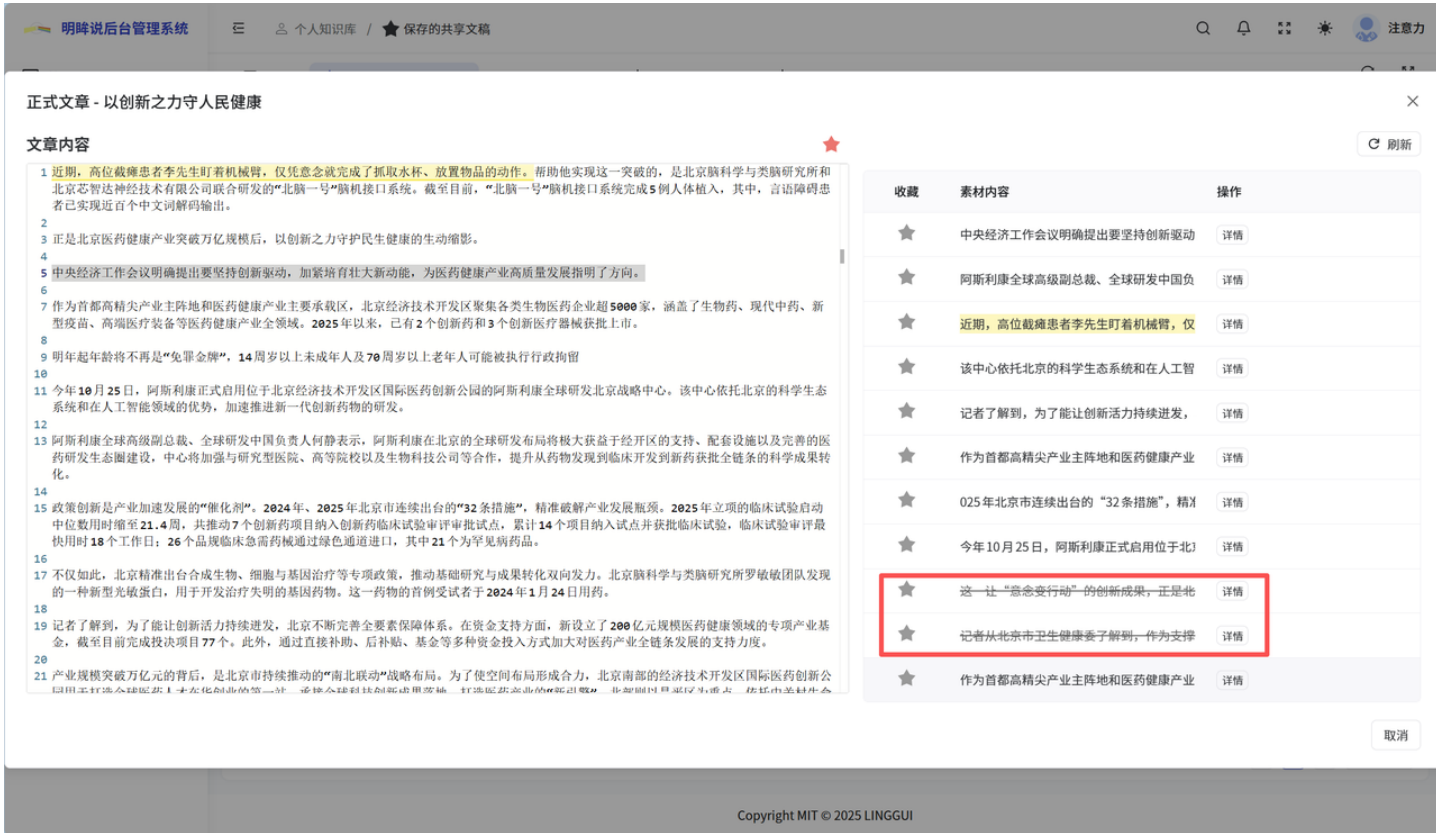 明眸说后台管理系统
个人知识库 / 保存的共享文稿
注意力
正式文章 - 以创新之力守人民健康
文章内容
刷新
1 近期，高位截瘫患者李先生盯着机械臂，仅凭意念就完成了抓取水杯、放置物品的动作。帮助他实现这一突破的，是北京脑科学与类脑研究所和
北京芯智达神经技术有限公司联合研发的“北脑一号”脑机接口系统。截至目前，“北脑一号”脑机接口系统完成5例人体植入，其中，言语障碍患
者已实现近百个中文词解码输出。
2
3 正是北京医药健康产业突破万亿规模后，以创新之力守护民生健康的生动缩影。
4
5 中央经济工作会议明确提出要坚持创新驱动，加紧培育壮大新动能，为医药健康产业高质量发展指明了方向。
6
7 作为首都高精尖产业主阵地和医药健康产业主要承载区，北京经济技术开发区聚集各类生物医药企业超5000家，涵盖了生物药、现代中药、新
型疫苗、高端医疗装备等医药健康产业全领域。2025年以来，已有2个创新药和3个创新医疗器械获批上市。
8
9 明年起年龄将不再是“免罪金牌”，14周岁以上未成年人及70周岁以上老年人可能被执行行政拘留
10
11 今年10月25日，阿斯利康正式启用位于北京经济技术开发区国际医药创新公园的阿斯利康全球研发北京战略中心。该中心依托北京的科学生态
系统和在人工智能领域的优势，加速推进新一代创新药物的研发。
12
13 阿斯利康全球高级副总裁、全球研发中国负责人何静表示，阿斯利康在北京的全球研发布局将极大获益于经开区的支持、配套设施以及完善的医
药研发生态圈建设，中心将加强与研究型医院、高等院校以及生物科技公司等合作，提升从药物发现到临床开发到新药获批全链条的科学成果转
化。
14
15 政策创新是产业加速发展的“催化剂”。2024年、2025年北京市连续出台的“32条措施”，精准破解产业发展瓶颈。2025年立项的临床试验启动
中位数用时缩至21.4周，共推动7个创新药项目纳入创新药临床试验审评审批试点，累计14个项目纳入试点并获批临床试验，临床试验审评最
快用时18个工作日；26个品规临床急需药械通过绿色通道进口，其中21个为罕见病药品。
16
17 不仅如此，北京精准出台合成生物、细胞与基因治疗等专项政策，推动基础研究与成果转化双向发力。北京脑科学与类脑研究所罗敏敏团队发现
的一种新型光敏蛋白，用于开发治疗失明的基因药物。这一药物的首例受试者于2024年1月24日用药。
18
19 记者了解到，为了能让创新活力持续迸发，北京不断完善全要素保障体系。在资金支持方面，新设立了200亿元规模医药健康领域的专项产业基
金，截至目前完成投决项目77个。此外，通过直接补助、后补贴、基金等多种资金投入方式加大对医药产业全链条发展的支持力度。
20
21 产业规模突破万亿元的背后，是北京市持续推动的“南北联动”战略布局。为了使空间布局形成合力，北京南部的经济技术开发区国际医药创新公
收藏 素材内容 操作
中央经济工作会议明确提出要坚持创新驱动 详情
阿斯利康全球高级副总裁、全球研发中国负 详情
近期，高位截瘫患者李先生盯着机械臂，仅 详情
该中心依托北京的科学生态系统和在人工智 详情
记者了解到，为了能让创新活力持续迸发， 详情
作为首都高精尖产业主阵地和医药健康产业 详情
025年北京市连续出台的“32条措施”，精准 详情
今年10月25日，阿斯利康正式启用位于北京 详情
这一让“意念变行动”的创新成果，正是北 详情
记者从北京市卫生健康委了解到，作为支撑 详情
作为首都高精尖产业主阵地和医药健康产业 详情
取消
Copyright MIT © 2025 LINGGUI